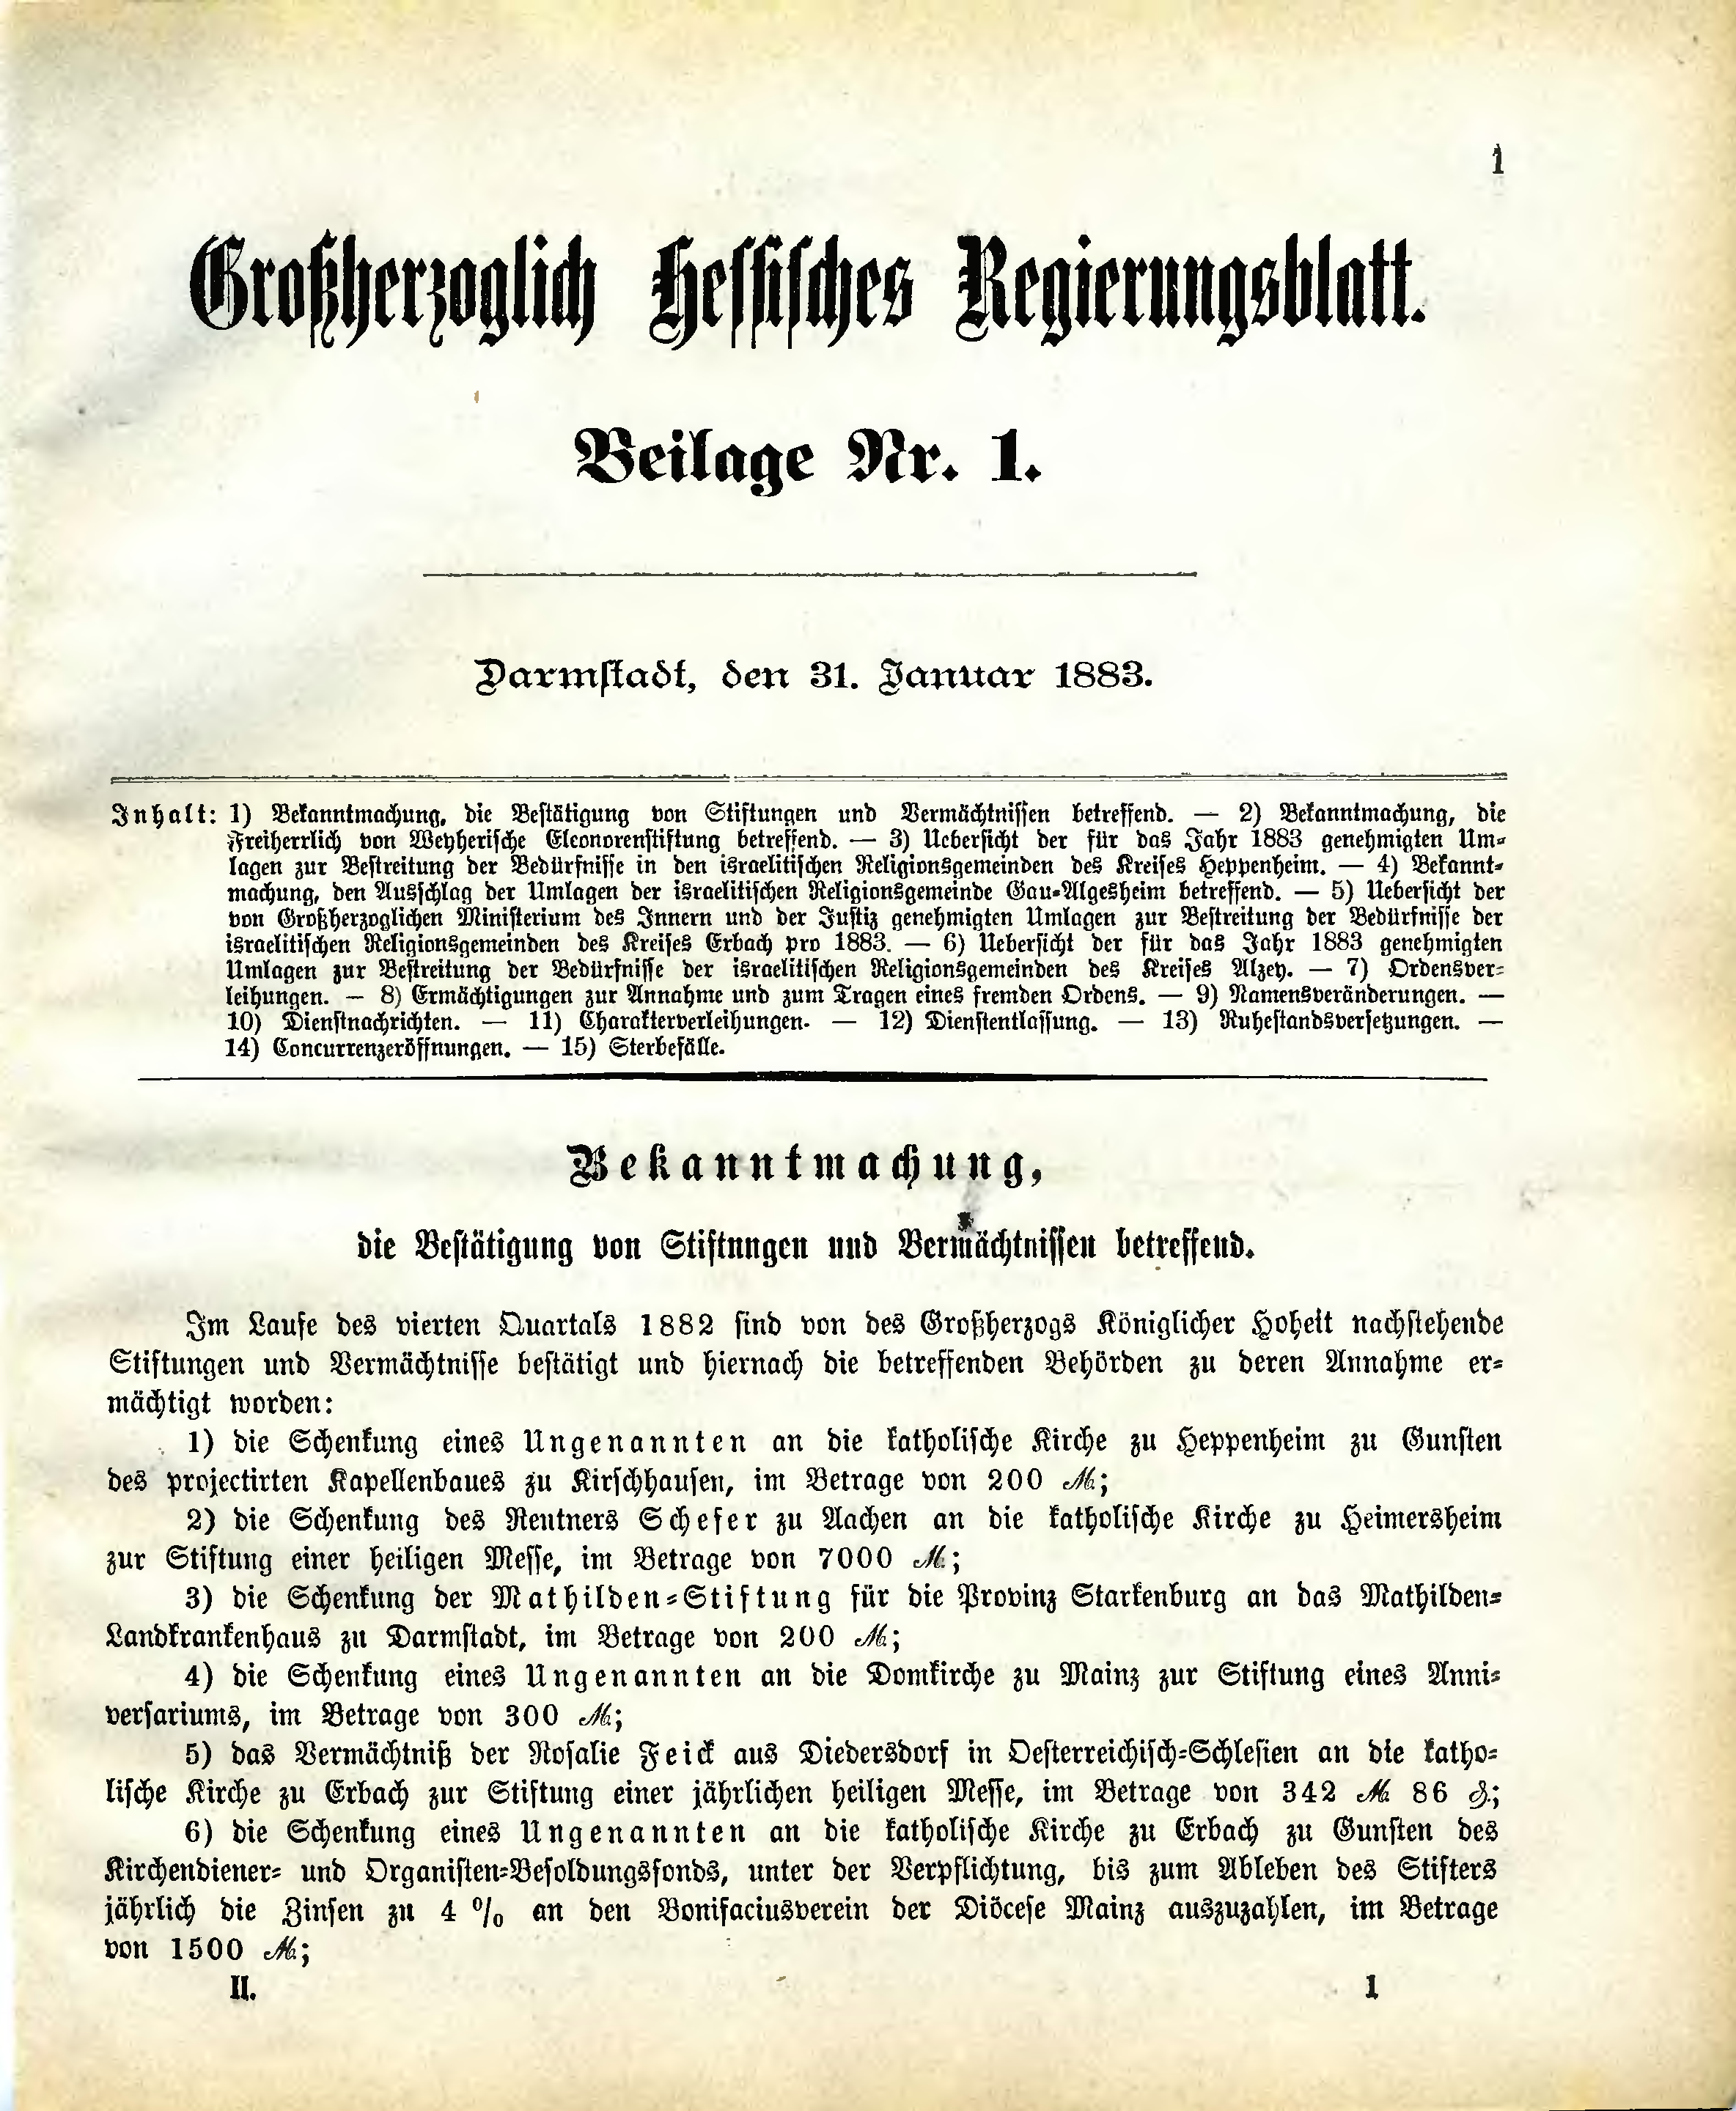 1
Großherzoglich Hessisches Regierungsblatt.
Beilage Nr. 1.
Darmstadt, den 31. Januar 1883.
Inhalt: 1) Bekanntmachung, die Bestätigung von Stiftungen und Vermächtnissen betreffend. — 2) Bekanntmachung, die
Freiherrlich von Weyherische Eleonorenstiftung betreffend. — 3) Uebersicht der für das Jahr 1883 genehmigten Um-
lagen zur Bestreitung der Bedürfnisse in den israelitischen Religionsgemeinden des Kreises Heppenheim. — 4) Bekannt-
machung, den Ausschlag der Umlagen der israelitischen Religionsgemeinde Gau-Algesheim betreffend. — 5) Uebersicht der
von Großherzoglichen Ministerium des Innern und der Justiz genehmigten Umlagen zur Bestreitung der Bedürfnisse der
israelitischen Religionsgemeinden des Kreises Erbach pro 1883. — 6) Uebersicht der für das Jahr 1883 genehmigten
Umlagen zur Bestreitung der Bedürfnisse der israelitischen Religionsgemeinden des Kreises Alzey. — 7) Ordensver-
leihungen. — 8) Ermächtigungen zur Annahme und zum Tragen eines fremden Ordens. — 9) Namensveränderungen. —
10) Dienstnachrichten. — 11) Charakterverleihungen. — 12) Dienstentlassung. — 13) Ruhestandsversetzungen. —
14) Concurrenzeröffnungen. — 15) Sterbefälle.
Bekanntmachung,
die Bestätigung von Stiftungen und Vermächtnissen betreffend.
Im Laufe des vierten Quartals 1882 sind von des Großherzogs Königlicher Hoheit nachstehende
Stiftungen und Vermächtnisse bestätigt und hiernach die betreffenden Behörden zu deren Annahme er-
mächtigt worden:
1) die Schenkung eines Ungenannten an die katholische Kirche zu Heppenheim zu Gunsten
des projectirten Kapellenbaues zu Kirschhausen, im Betrage von 200 ℳ;
2) die Schenkung des Rentners Schefer zu Aachen an die katholische Kirche zu Heimersheim
zur Stiftung einer heiligen Messe, im Betrage von 7000 ℳ;
3) die Schenkung der Mathilden-Stiftung für die Provinz Starkenburg an das Mathilden-
Landkrankenhaus zu Darmstadt, im Betrage von 200 ℳ;
4) die Schenkung eines Ungenannten an die Domkirche zu Mainz zur Stiftung eines Anni-
versariums, im Betrage von 300 ℳ;
5) das Vermächtniß der Rosalie Feick aus Diebersdorf in Oesterreichisch-Schlesien an die katho-
lische Kirche zu Erbach zur Stiftung einer jährlichen heiligen Messe, im Betrage von 342 ℳ 86 ₰;
6) die Schenkung eines Ungenannten an die katholische Kirche zu Erbach zu Gunsten des
Kirchendiener- und Organisten-Besoldungsfonds, unter der Verpflichtung, bis zum Ableben des Stifters
jährlich die Zinsen zu 4 % an den Bonifaciusverein der Diöcese Mainz auszuzahlen, im Betrage
von 1500 ℳ;
II. 1